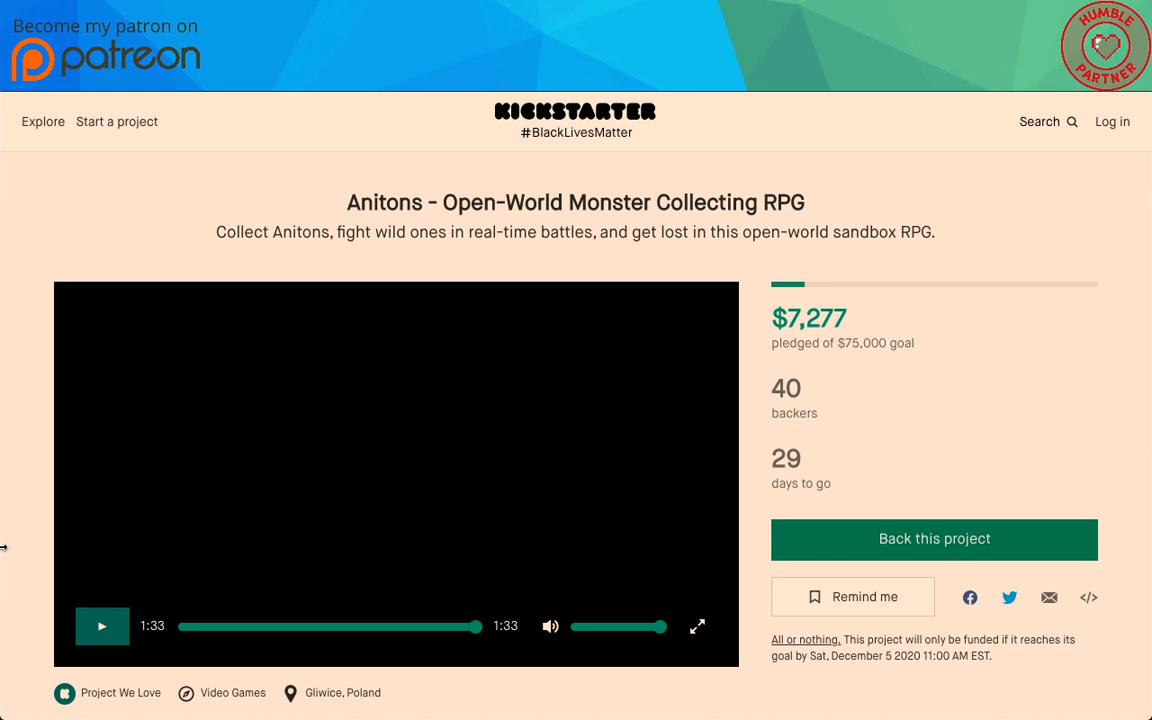 Become my patron on
patreon
HUMBLE
PARTNER
KICKSTARTER
Explore Start a project
#BlackLivesMatter
Search Log in
Anitons - Open-World Monster Collecting RPG
Collect Anitons, fight wild ones in real-time battles, and get lost in this open-world sandbox RPG.
$7,277
pledged of $75,000 goal
40
backers
29
days to go
Back this project
Remind me
All or nothing. This project will only be funded if it reaches its
goal by Sat, December 5 2020 11:00 AM EST.
1:33 1:33
Project We Love Video Games Gliwice, Poland